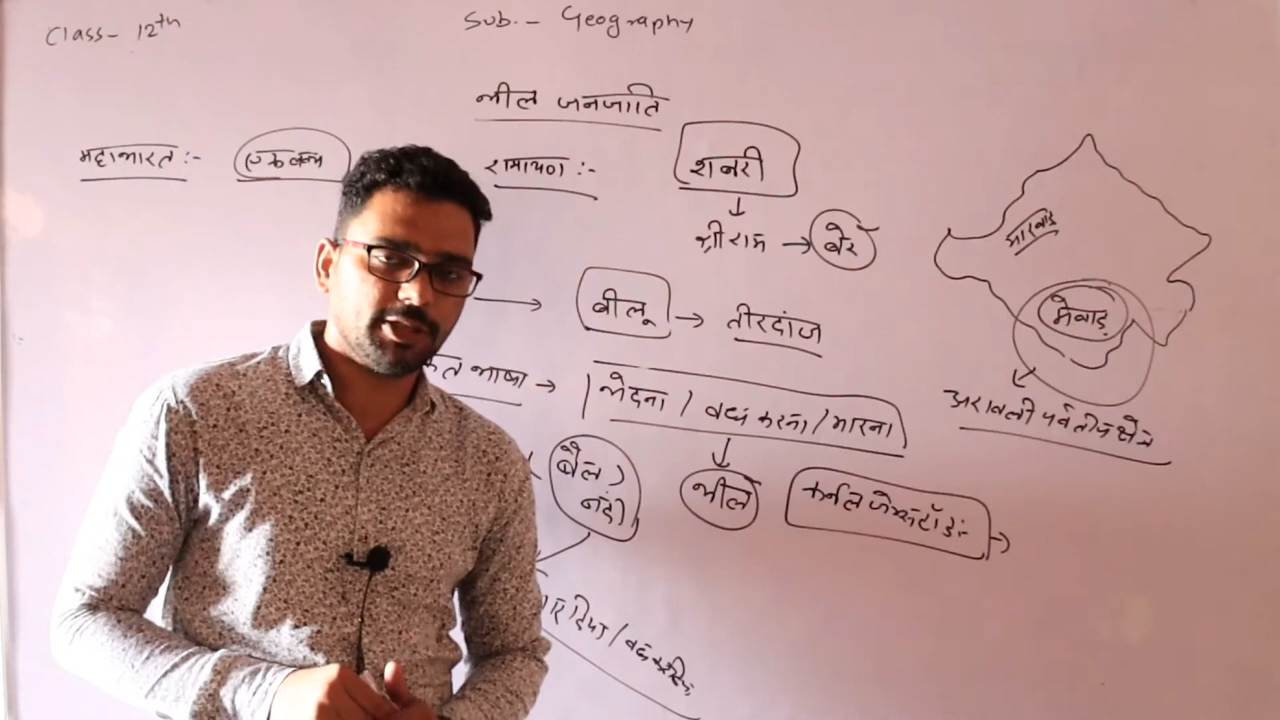 Class- 12th
Sub.- Geography
भील जनजाति
महाभारत :- एकलव्य
रामायण :- शबरी
↓
श्रीराम → बेर
→ बीलू → तीरदांज
भाषा → | भेदना / वध करना / मारना
↓
भील
बैल)
नंदी
कर्नल जेम्स टॉड :- →
मारवाड़
मेवाड़
अरावली पर्वतीय क्षेत्र